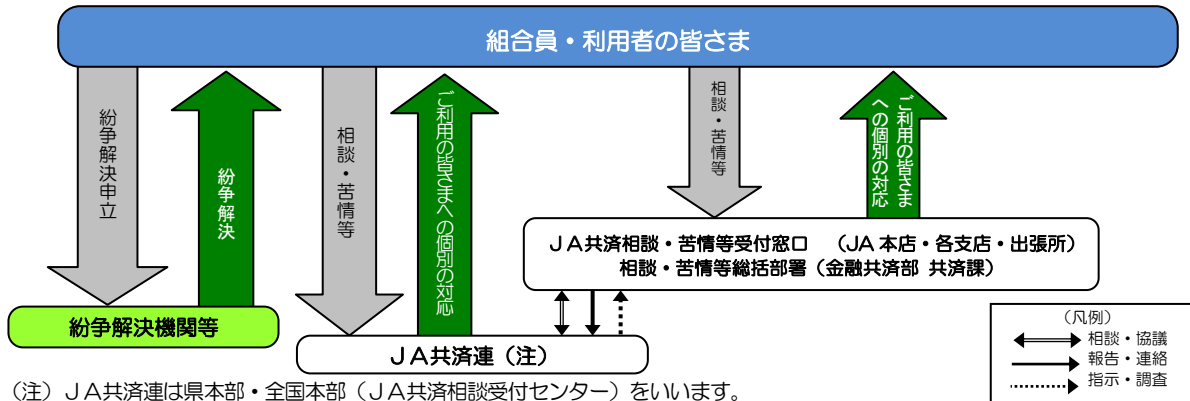 組合員・利用者の皆さま
紛争解決申立
紛争解決
相談・苦情等
ご利用の皆さまへの個別の対応
相談・苦情等
ご利用の皆さま
への個別の対応
JA共済相談・苦情等受付窓口 (JA本店・各支店・出張所)
相談・苦情等総括部署(金融共済部 共済課)
紛争解決機関等
JA共済連(注)
(凡例)
相談・協議
報告・連絡
指示・調査
(注)JA共済連は県本部・全国本部(JA共済相談受付センター)をいいます。